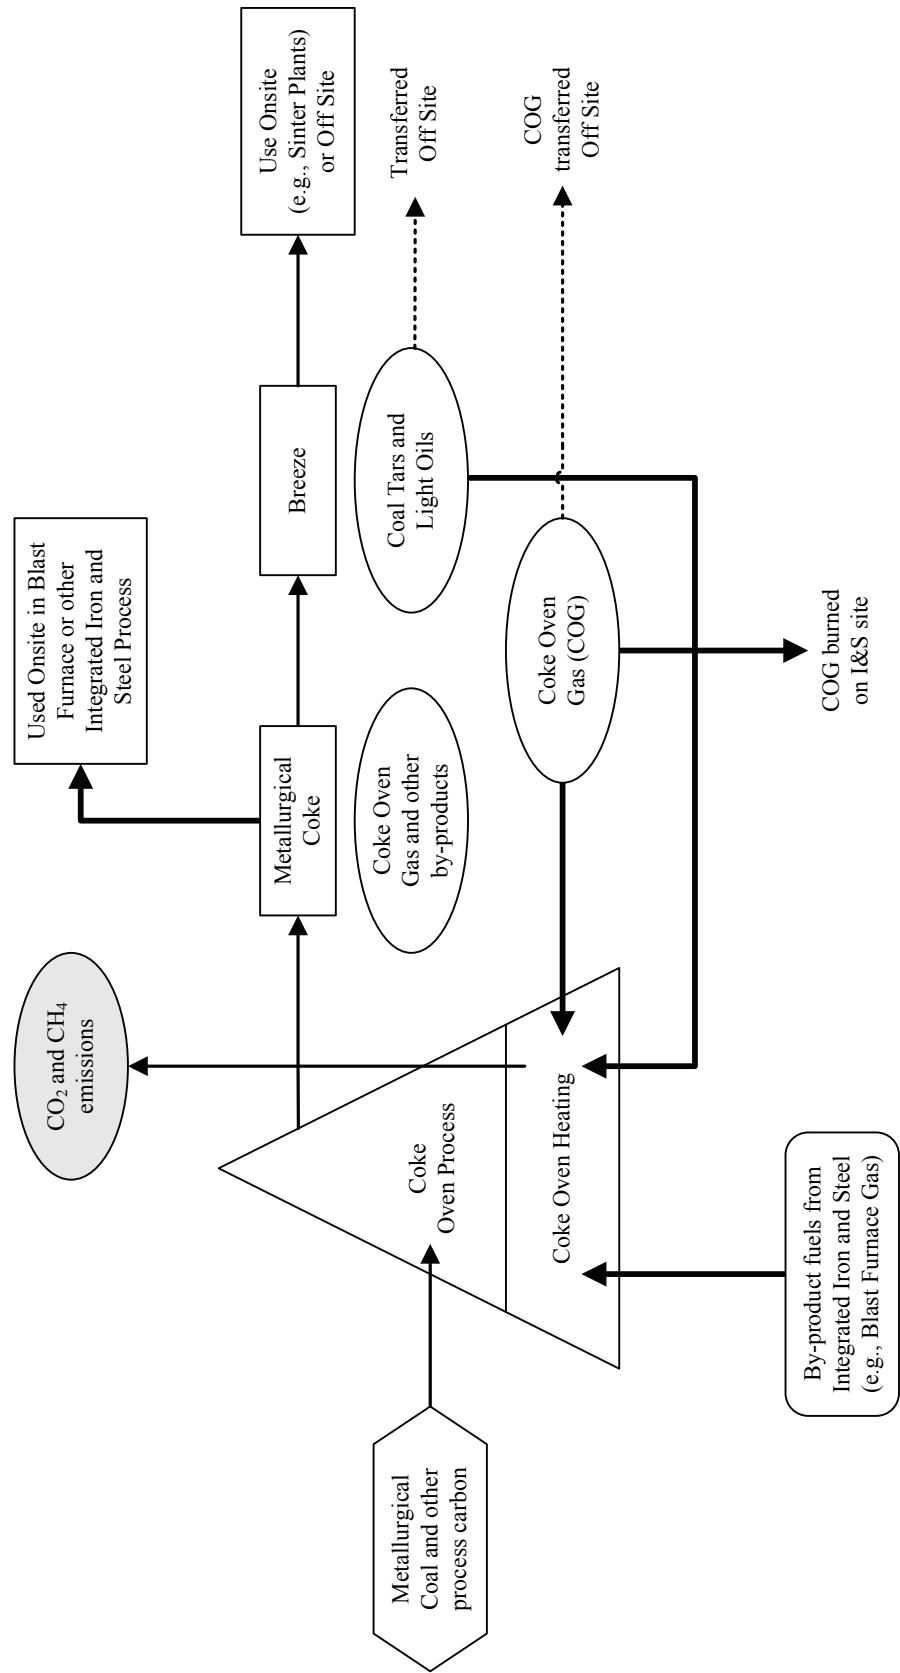 Used Onsite in Blast
Furnace or other
Integrated Iron and
Steel Process
CO₂ and CH₄
emissions
Use Onsite
(e.g., Sinter Plants)
or Off Site
Breeze
Metallurgical
Coke
Coke Oven
Gas and other
by-products
Coal Tars and
Light Oils
Transferred
Off Site
Coke
Oven Process
Metallurgical
Coal and other
process carbon
Coke Oven Heating
Coke Oven
Gas (COG)
COG
transferred
Off Site
By-product fuels from
Integrated Iron and Steel
(e.g., Blast Furnace Gas)
COG burned
on I&S site